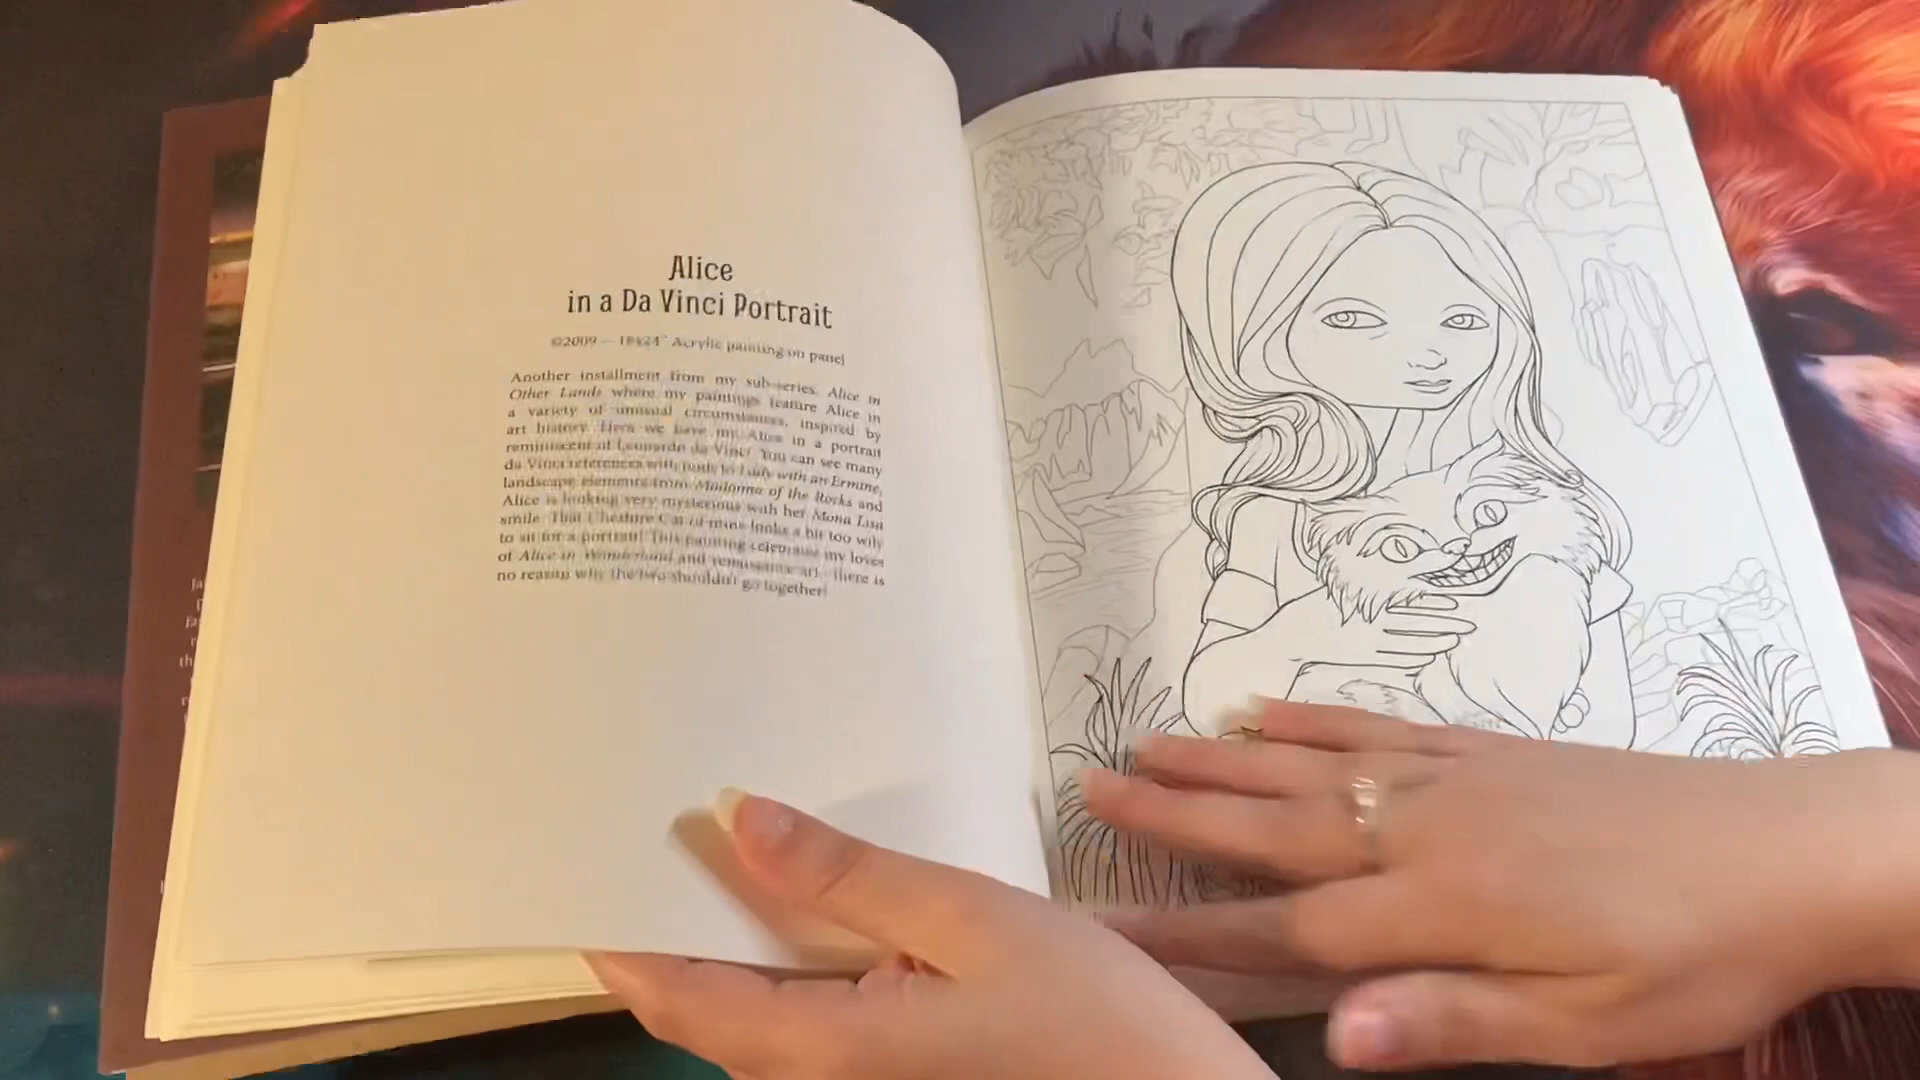 Alice
in a Da Vinci Portrait
©2009 — 18x24" Acrylic painting on panel
Another installment from my sub-series, Alice in
Other Lands where my paintings feature Alice in
a variety of unusual circumstances, inspired by
art history. Here we have my Alice in a portrait
reminiscent of Leonardo da Vinci. You can see many
da Vinci references with nods to Lady with an Ermine,
landscape elements from Madonna of the Rocks and
Alice is looking very mysterious with her Mona Lisa
smile. That Cheshire Cat of mine looks a bit too wily
to sit for a portrait! This painting celebrates my loves
of Alice in Wonderland and renaissance art, there is
no reason why the two shouldn't go together!